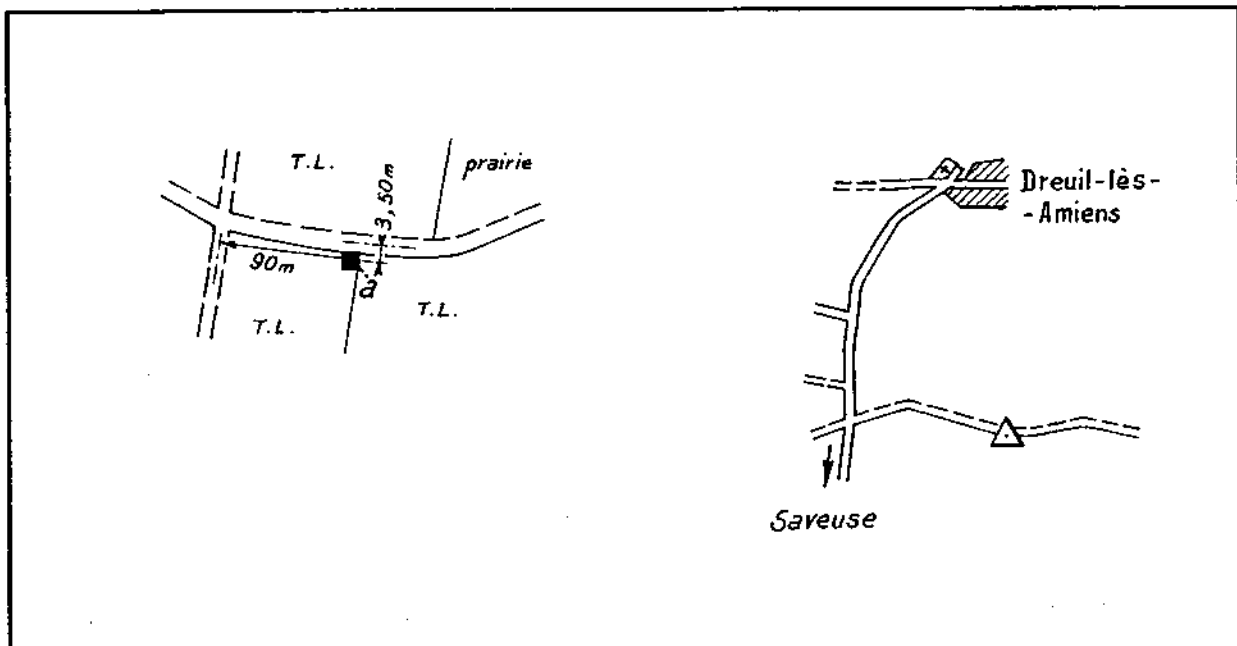 T.L.
prairie
3,50m
90m
a
T.L.
T.L.
Dreuil-lès-
-Amiens
Saveuse